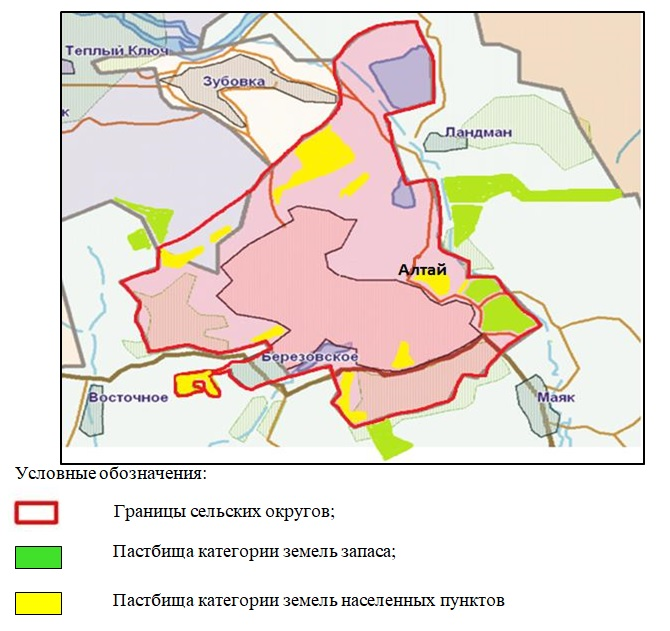 Теплый Ключ
Зубовка
к
Ландман
Алтай
Березовское
Восточное
Маяк
Условные обозначения:
Границы сельских округов;
Пастбища категории земель запаса;
Пастбища категории земель населенных пунктов